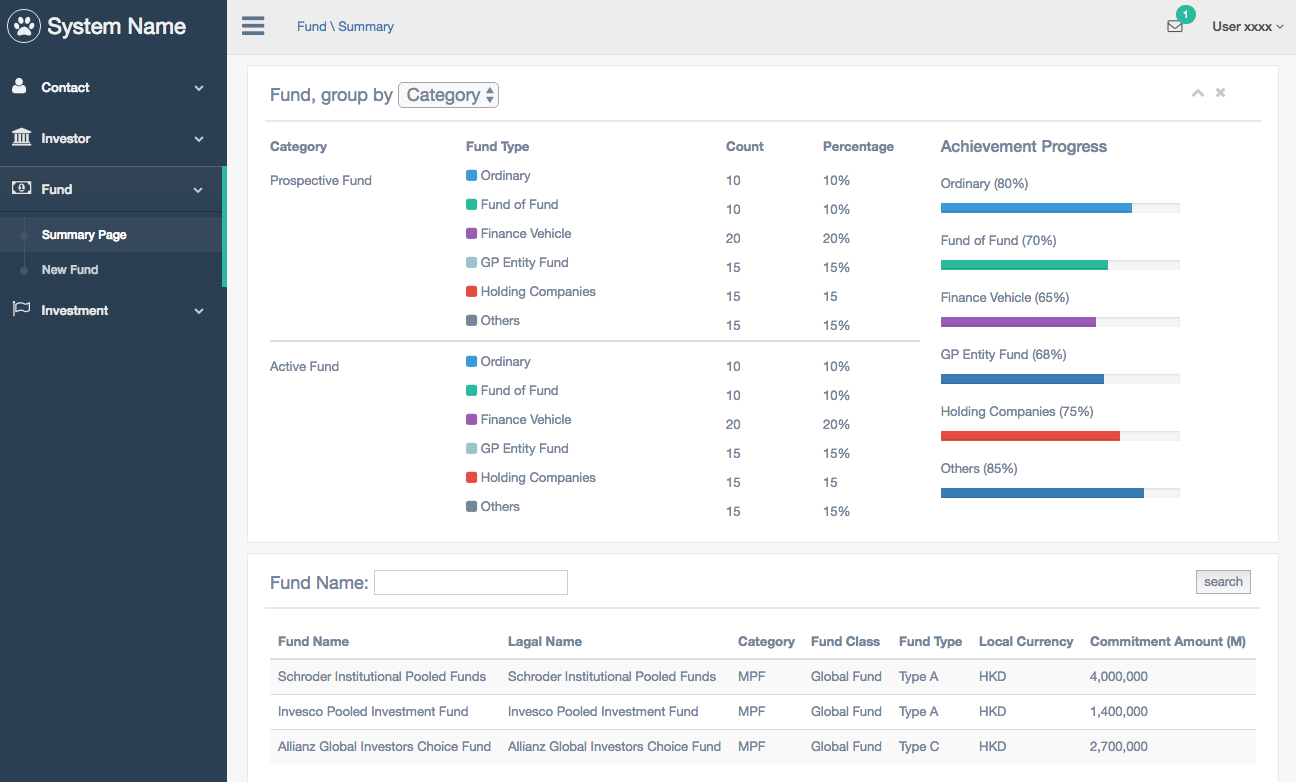 System Name
Fund \ Summary
1
User xxxx
Contact
Investor
Fund
Summary Page
New Fund
Investment
Fund, group by Category
Category Fund Type Count Percentage
Prospective Fund Ordinary 10 10%
Fund of Fund 10 10%
Finance Vehicle 20 20%
GP Entity Fund 15 15%
Holding Companies 15 15
Others 15 15%
Active Fund Ordinary 10 10%
Fund of Fund 10 10%
Finance Vehicle 20 20%
GP Entity Fund 15 15%
Holding Companies 15 15
Others 15 15%
Achievement Progress
Ordinary (80%)
Fund of Fund (70%)
Finance Vehicle (65%)
GP Entity Fund (68%)
Holding Companies (75%)
Others (85%)
Fund Name: search
Fund Name Lagal Name Category Fund Class Fund Type Local Currency Commitment Amount (M)
Schroder Institutional Pooled Funds Schroder Institutional Pooled Funds MPF Global Fund Type A HKD 4,000,000
Invesco Pooled Investment Fund Invesco Pooled Investment Fund MPF Global Fund Type A HKD 1,400,000
Allianz Global Investors Choice Fund Allianz Global Investors Choice Fund MPF Global Fund Type C HKD 2,700,000